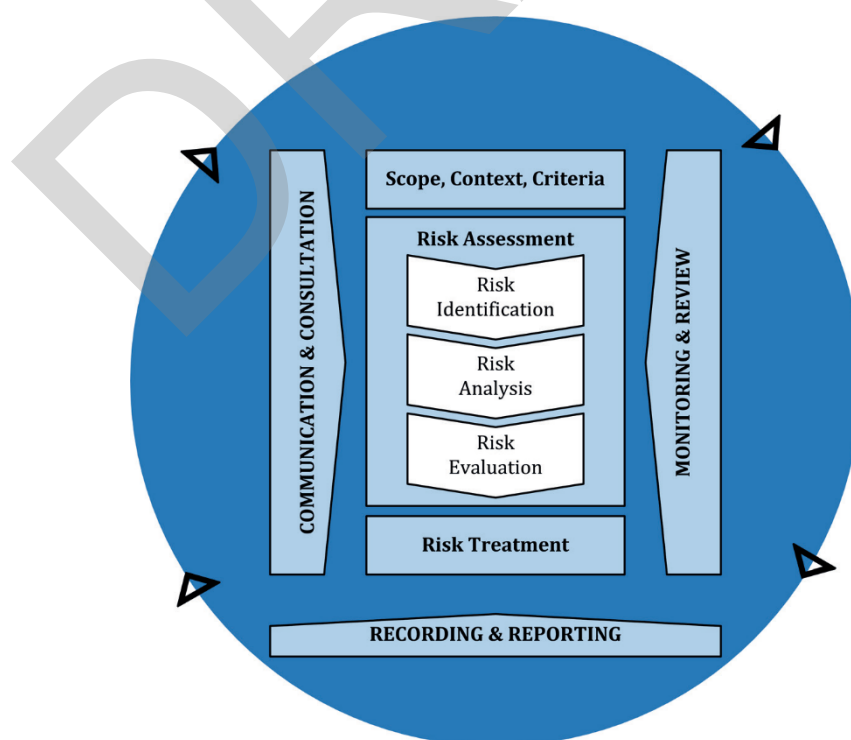 Scope, Context, Criteria
Risk Assessment
Risk
Identification
Risk
Analysis
Risk
Evaluation
Risk Treatment
COMMUNICATION & CONSULTATION
MONITORING & REVIEW
RECORDING & REPORTING